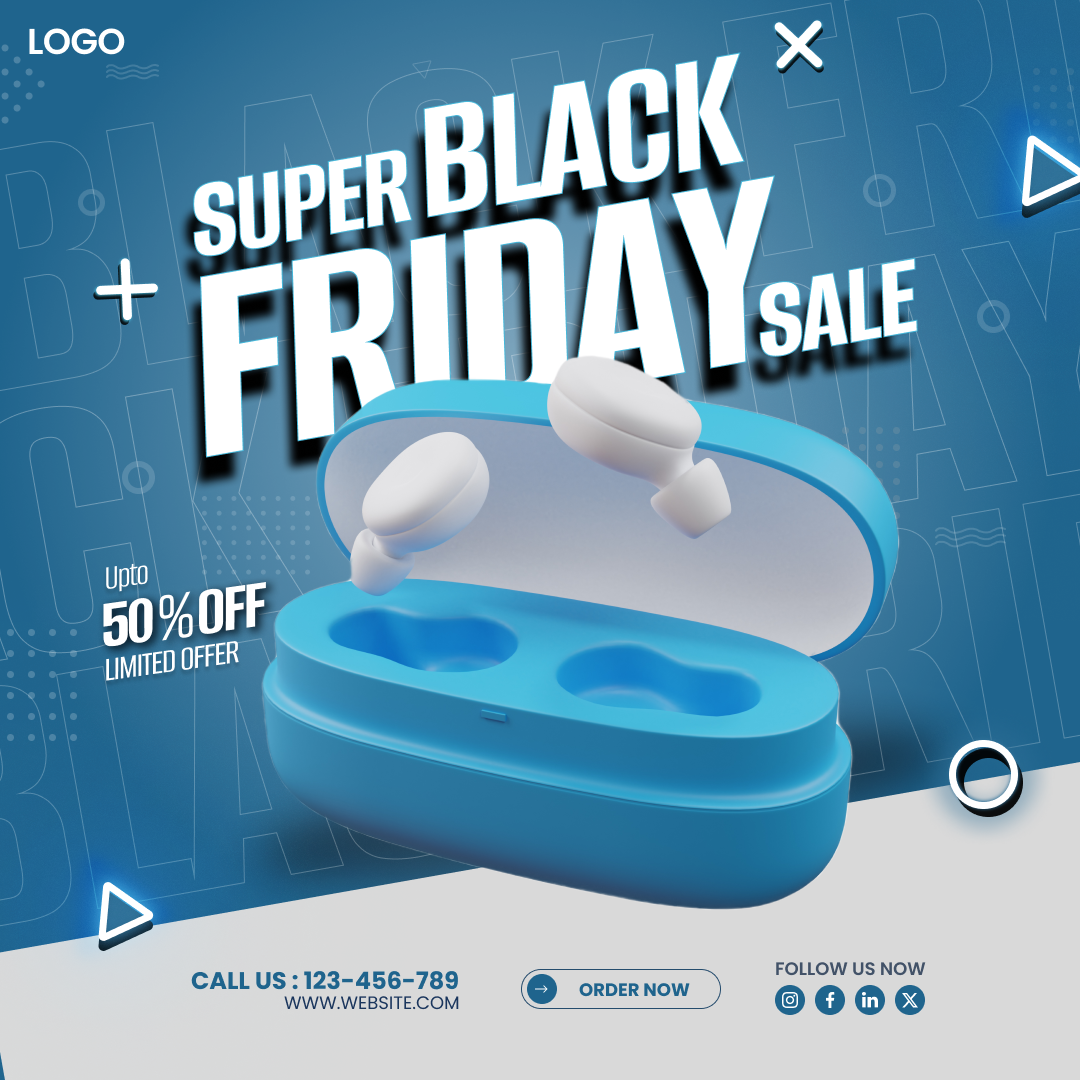 LOGO
SUPER BLACK
FRIDAY SALE
Upto
50% OFF
LIMITED OFFER
CALL US : 123-456-789
WWW.WEBSITE.COM
ORDER NOW
FOLLOW US NOW